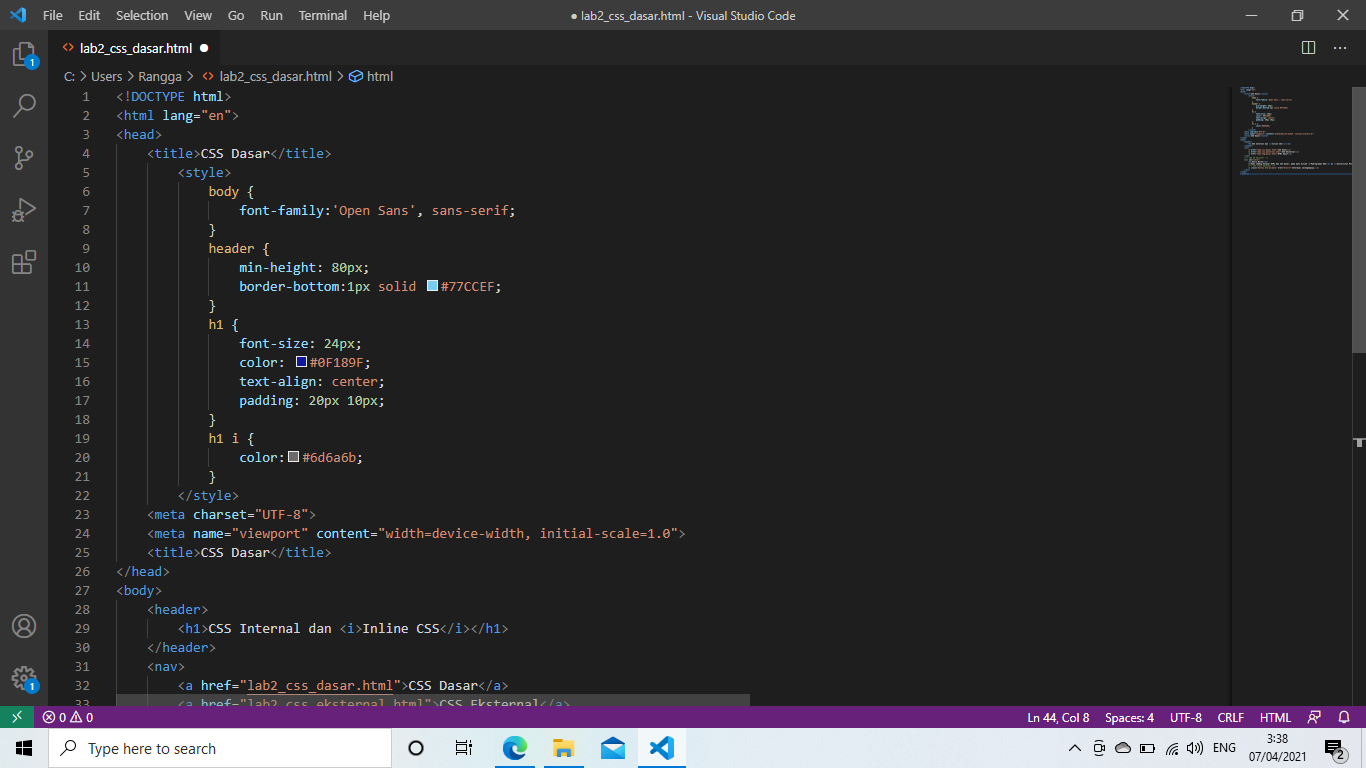 File Edit Selection View Go Run Terminal Help ● lab2_css_dasar.html - Visual Studio Code
lab2_css_dasar.html
C: > Users > Rangga > lab2_css_dasar.html > html
1 <!DOCTYPE html>
2 <html lang="en">
3 <head>
4 <title>CSS Dasar</title>
5 <style>
6 body {
7 font-family:'Open Sans', sans-serif;
8 }
9 header {
10 min-height: 80px;
11 border-bottom:1px solid #77CCEF;
12 }
13 h1 {
14 font-size: 24px;
15 color: #0F189F;
16 text-align: center;
17 padding: 20px 10px;
18 }
19 h1 i {
20 color:#6d6a6b;
21 }
22 </style>
23 <meta charset="UTF-8">
24 <meta name="viewport" content="width=device-width, initial-scale=1.0">
25 <title>CSS Dasar</title>
26 </head>
27 <body>
28 <header>
29 <h1>CSS Internal dan <i>Inline CSS</i></h1>
30 </header>
31 <nav>
32 <a href="lab2_css_dasar.html">CSS Dasar</a>
33 <a href="lab2_css_eksternal.html">CSS Eksternal</a>
1
1
0 0 Ln 44, Col 8 Spaces: 4 UTF-8 CRLF HTML
Type here to search
ENG 3:38
07/04/2021
2